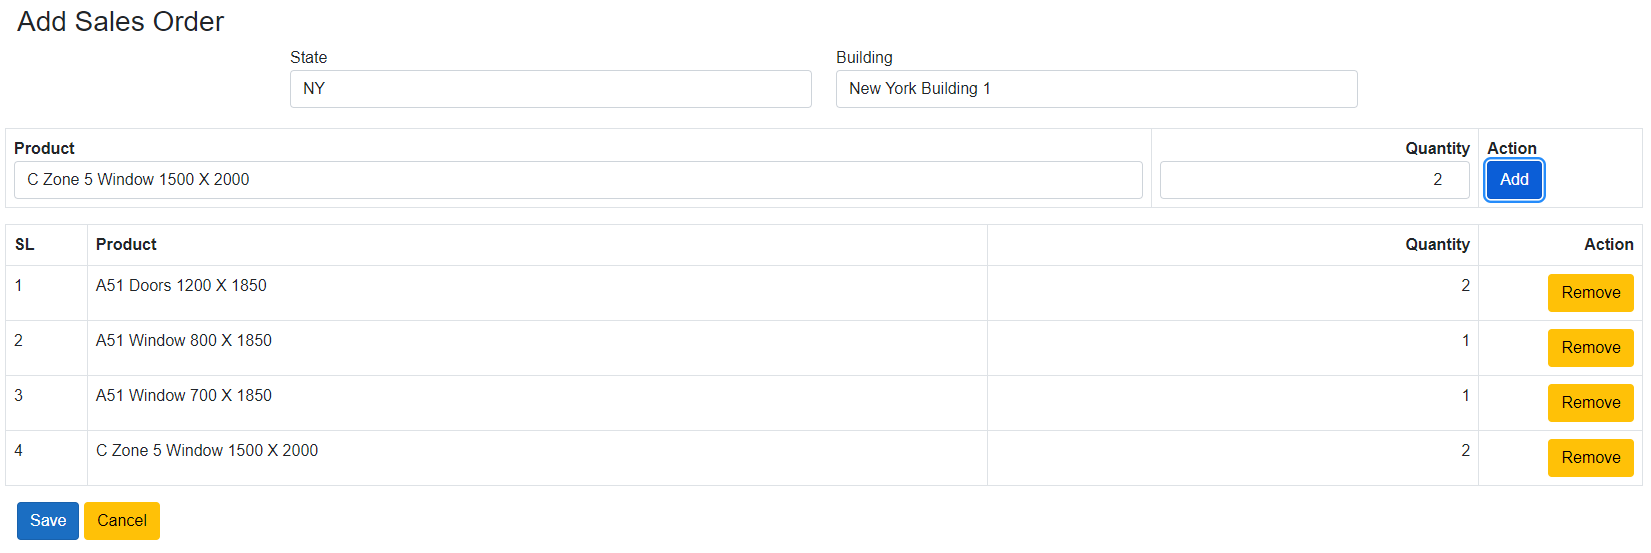 Add Sales Order
State Building
NY New York Building 1
Product Quantity Action
C Zone 5 Window 1500 X 2000 2 Add
SL Product Quantity Action
1 A51 Doors 1200 X 1850 2 Remove
2 A51 Window 800 X 1850 1 Remove
3 A51 Window 700 X 1850 1 Remove
4 C Zone 5 Window 1500 X 2000 2 Remove
Save Cancel